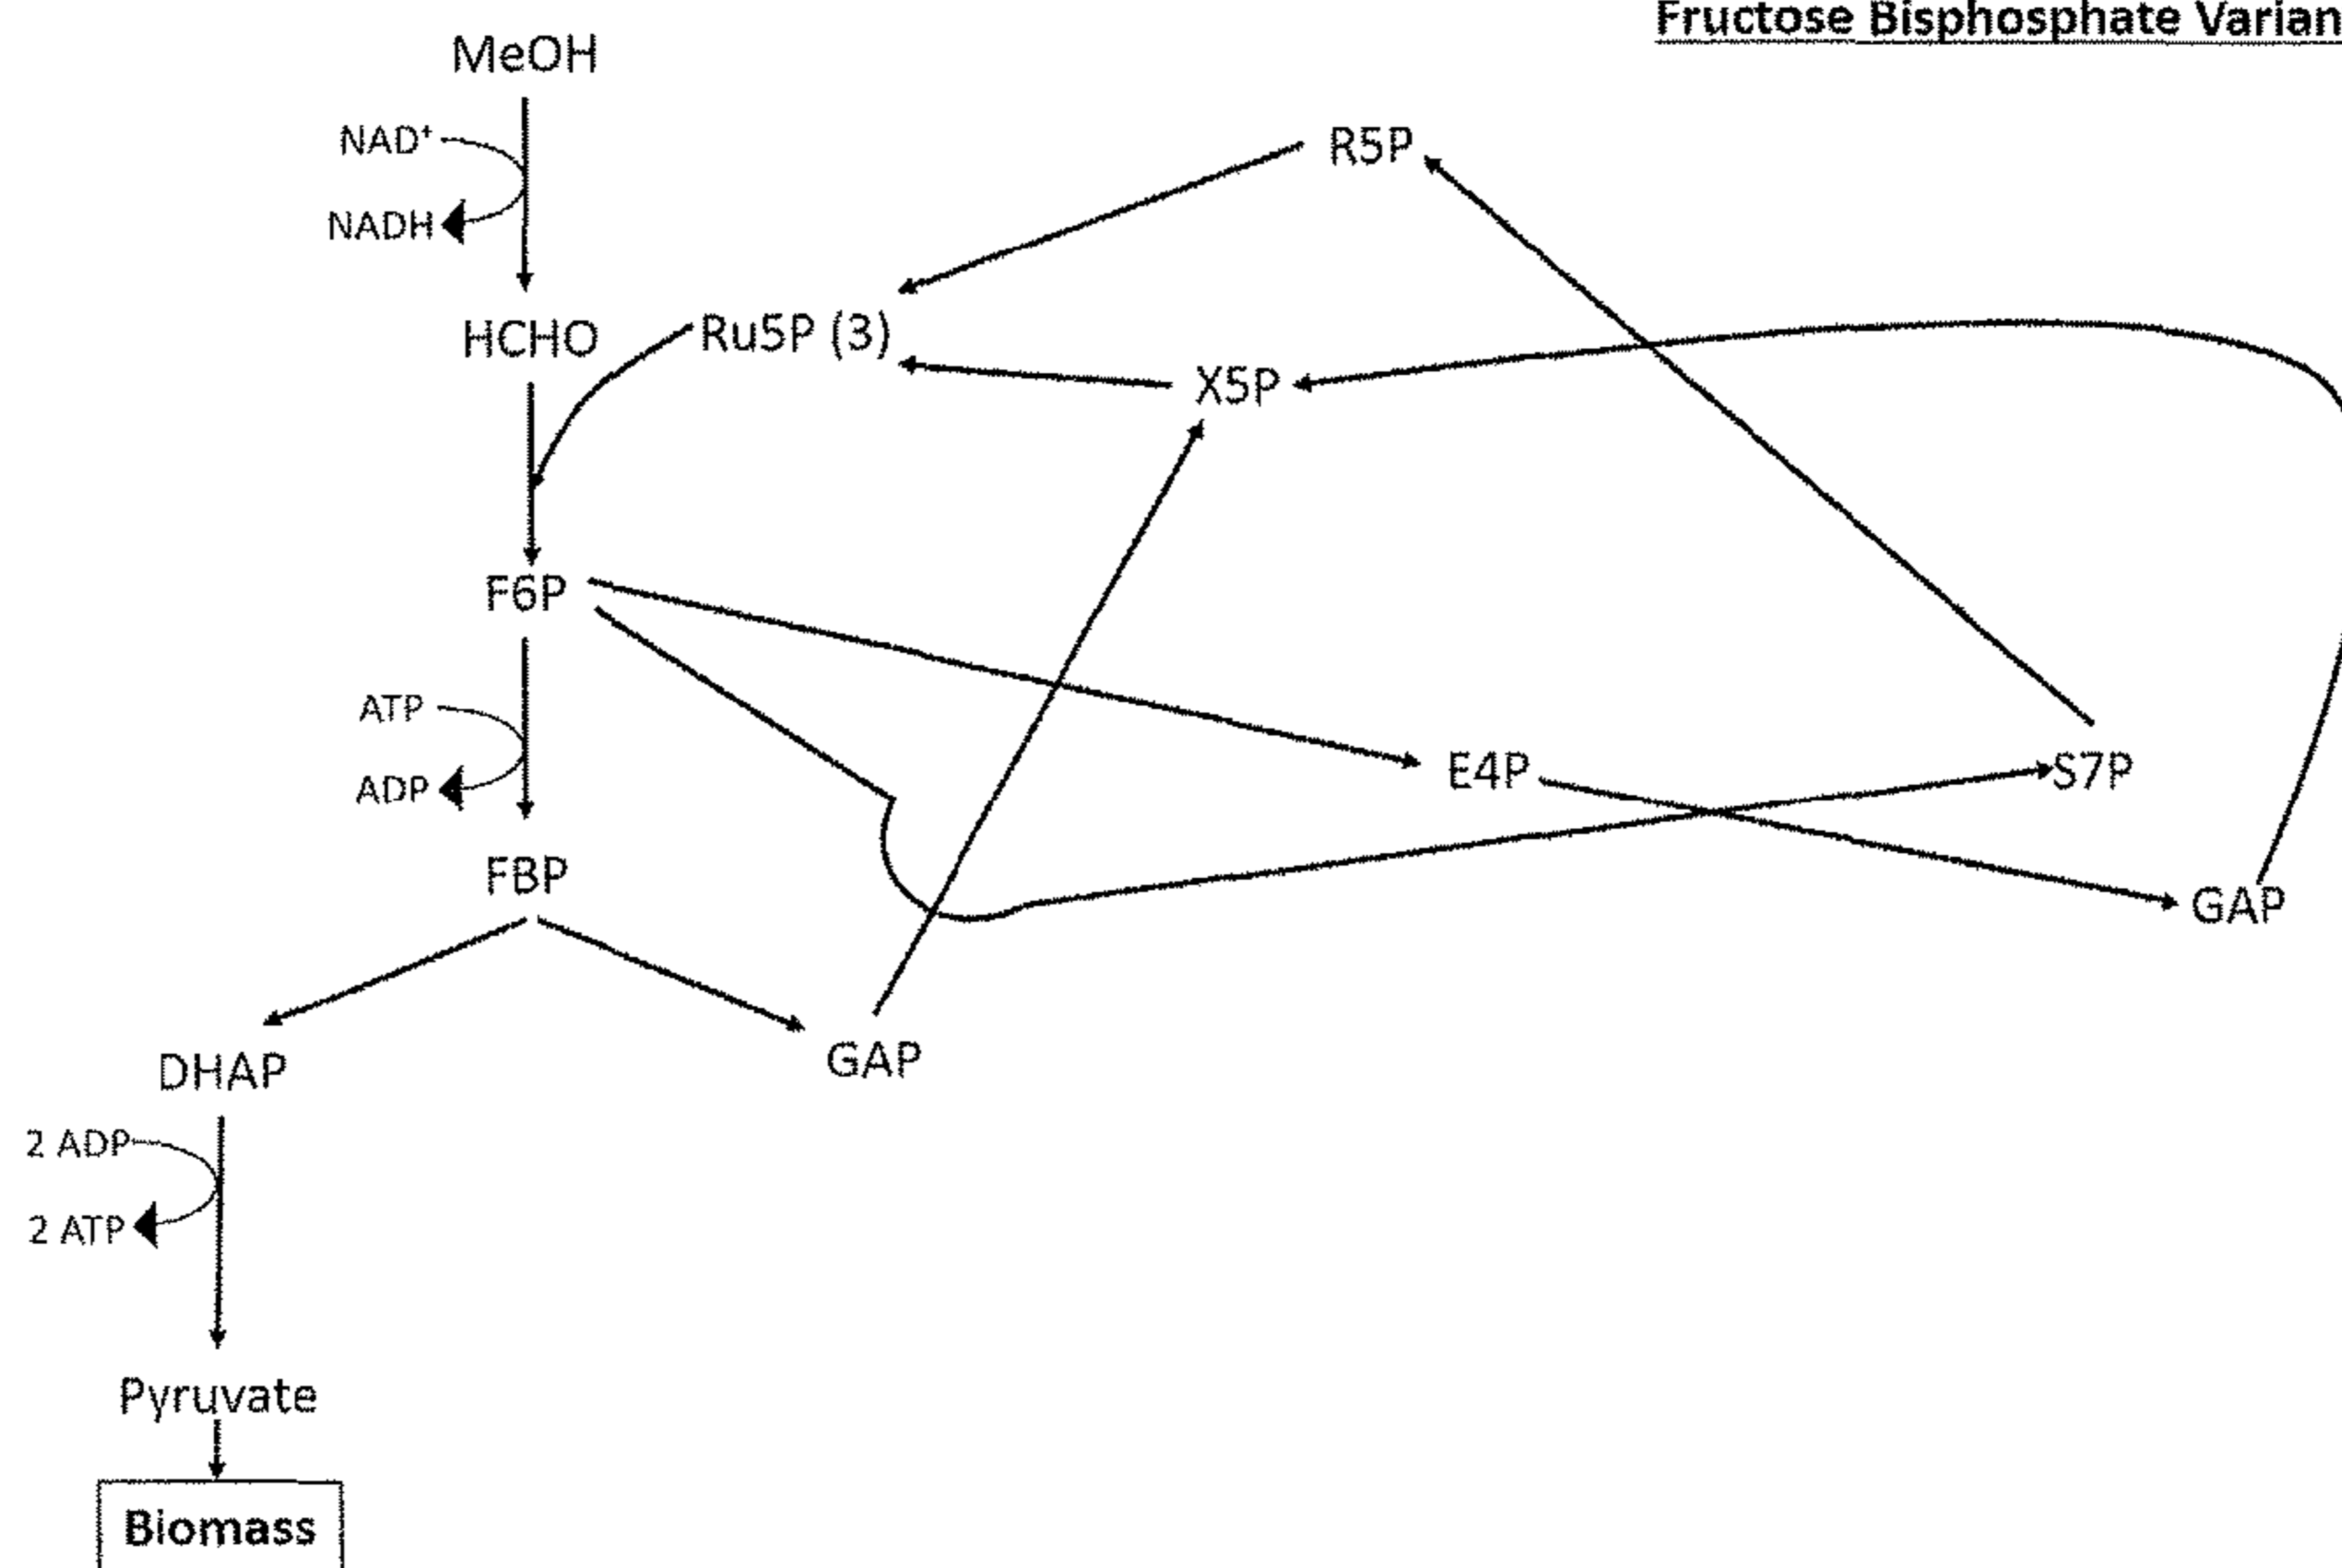 Fructose Bisphosphate Varian
MeOH
NAD⁺
R5P
NADH
HCHO
Ru5P (3)
X5P
F6P
ATP
E4P
S7P
ADP
FBP
GAP
DHAP
GAP
2 ADP
2 ATP
Pyruvate
Biomass